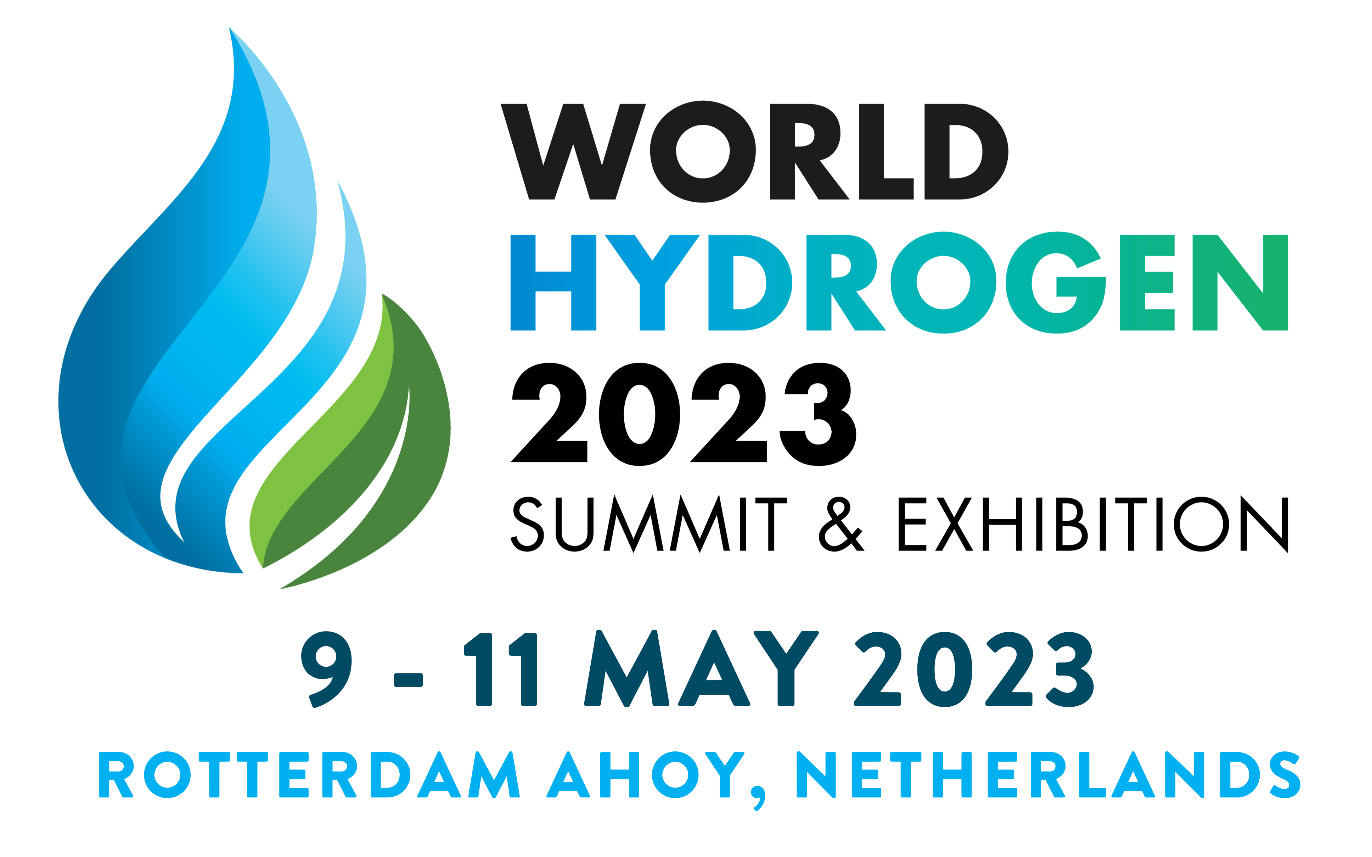 WORLD
HYDROGEN
2023
SUMMIT & EXHIBITION
9 - 11 MAY 2023
ROTTERDAM AHOY, NETHERLANDS